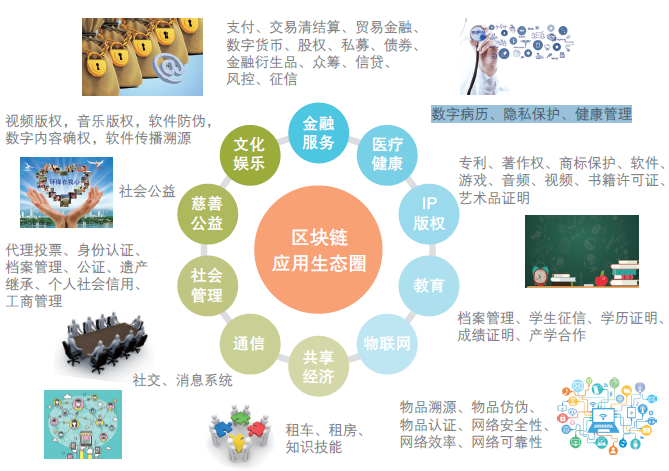 支付、交易清结算、贸易金融、
数字货币、股权、私募、债券、
金融衍生品、众筹、信贷、
风控、征信
数字病历、隐私保护、健康管理
视频版权，音乐版权，软件防伪，
数字内容确权，软件传播溯源
金融
服务
文化
娱乐
医疗
健康
专利、著作权、商标保护、软件、
游戏、音频、视频、书籍许可证、
艺术品证明
环保在我心
社会公益
慈善
公益
IP
版权
区块链
应用生态圈
代理投票、身份认证、
档案管理、公证、遗产
继承、个人社会信用、
工商管理
社会
管理
教育
档案管理、学生征信、学历证明、
成绩证明、产学合作
通信
物联网
共享
经济
社交、消息系统
租车、租房、
知识技能
物品溯源、物品仿伪、
物品认证、网络安全性、
网络效率、网络可靠性